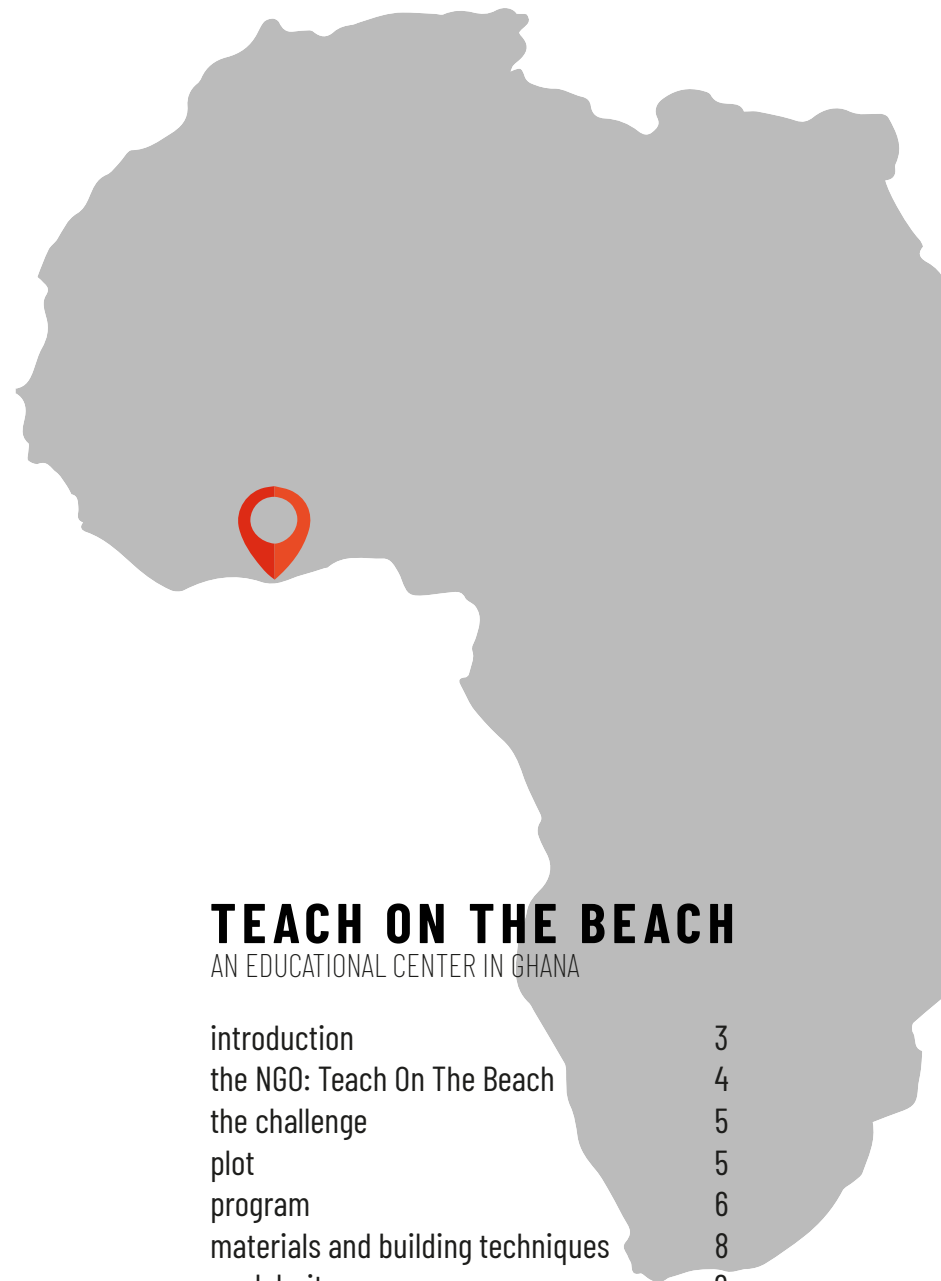 TEACH ON THE BEACH
AN EDUCATIONAL CENTER IN GHANA
introduction 3
the NGO: Teach On The Beach 4
the challenge 5
plot 5
program 6
materials and building techniques 8